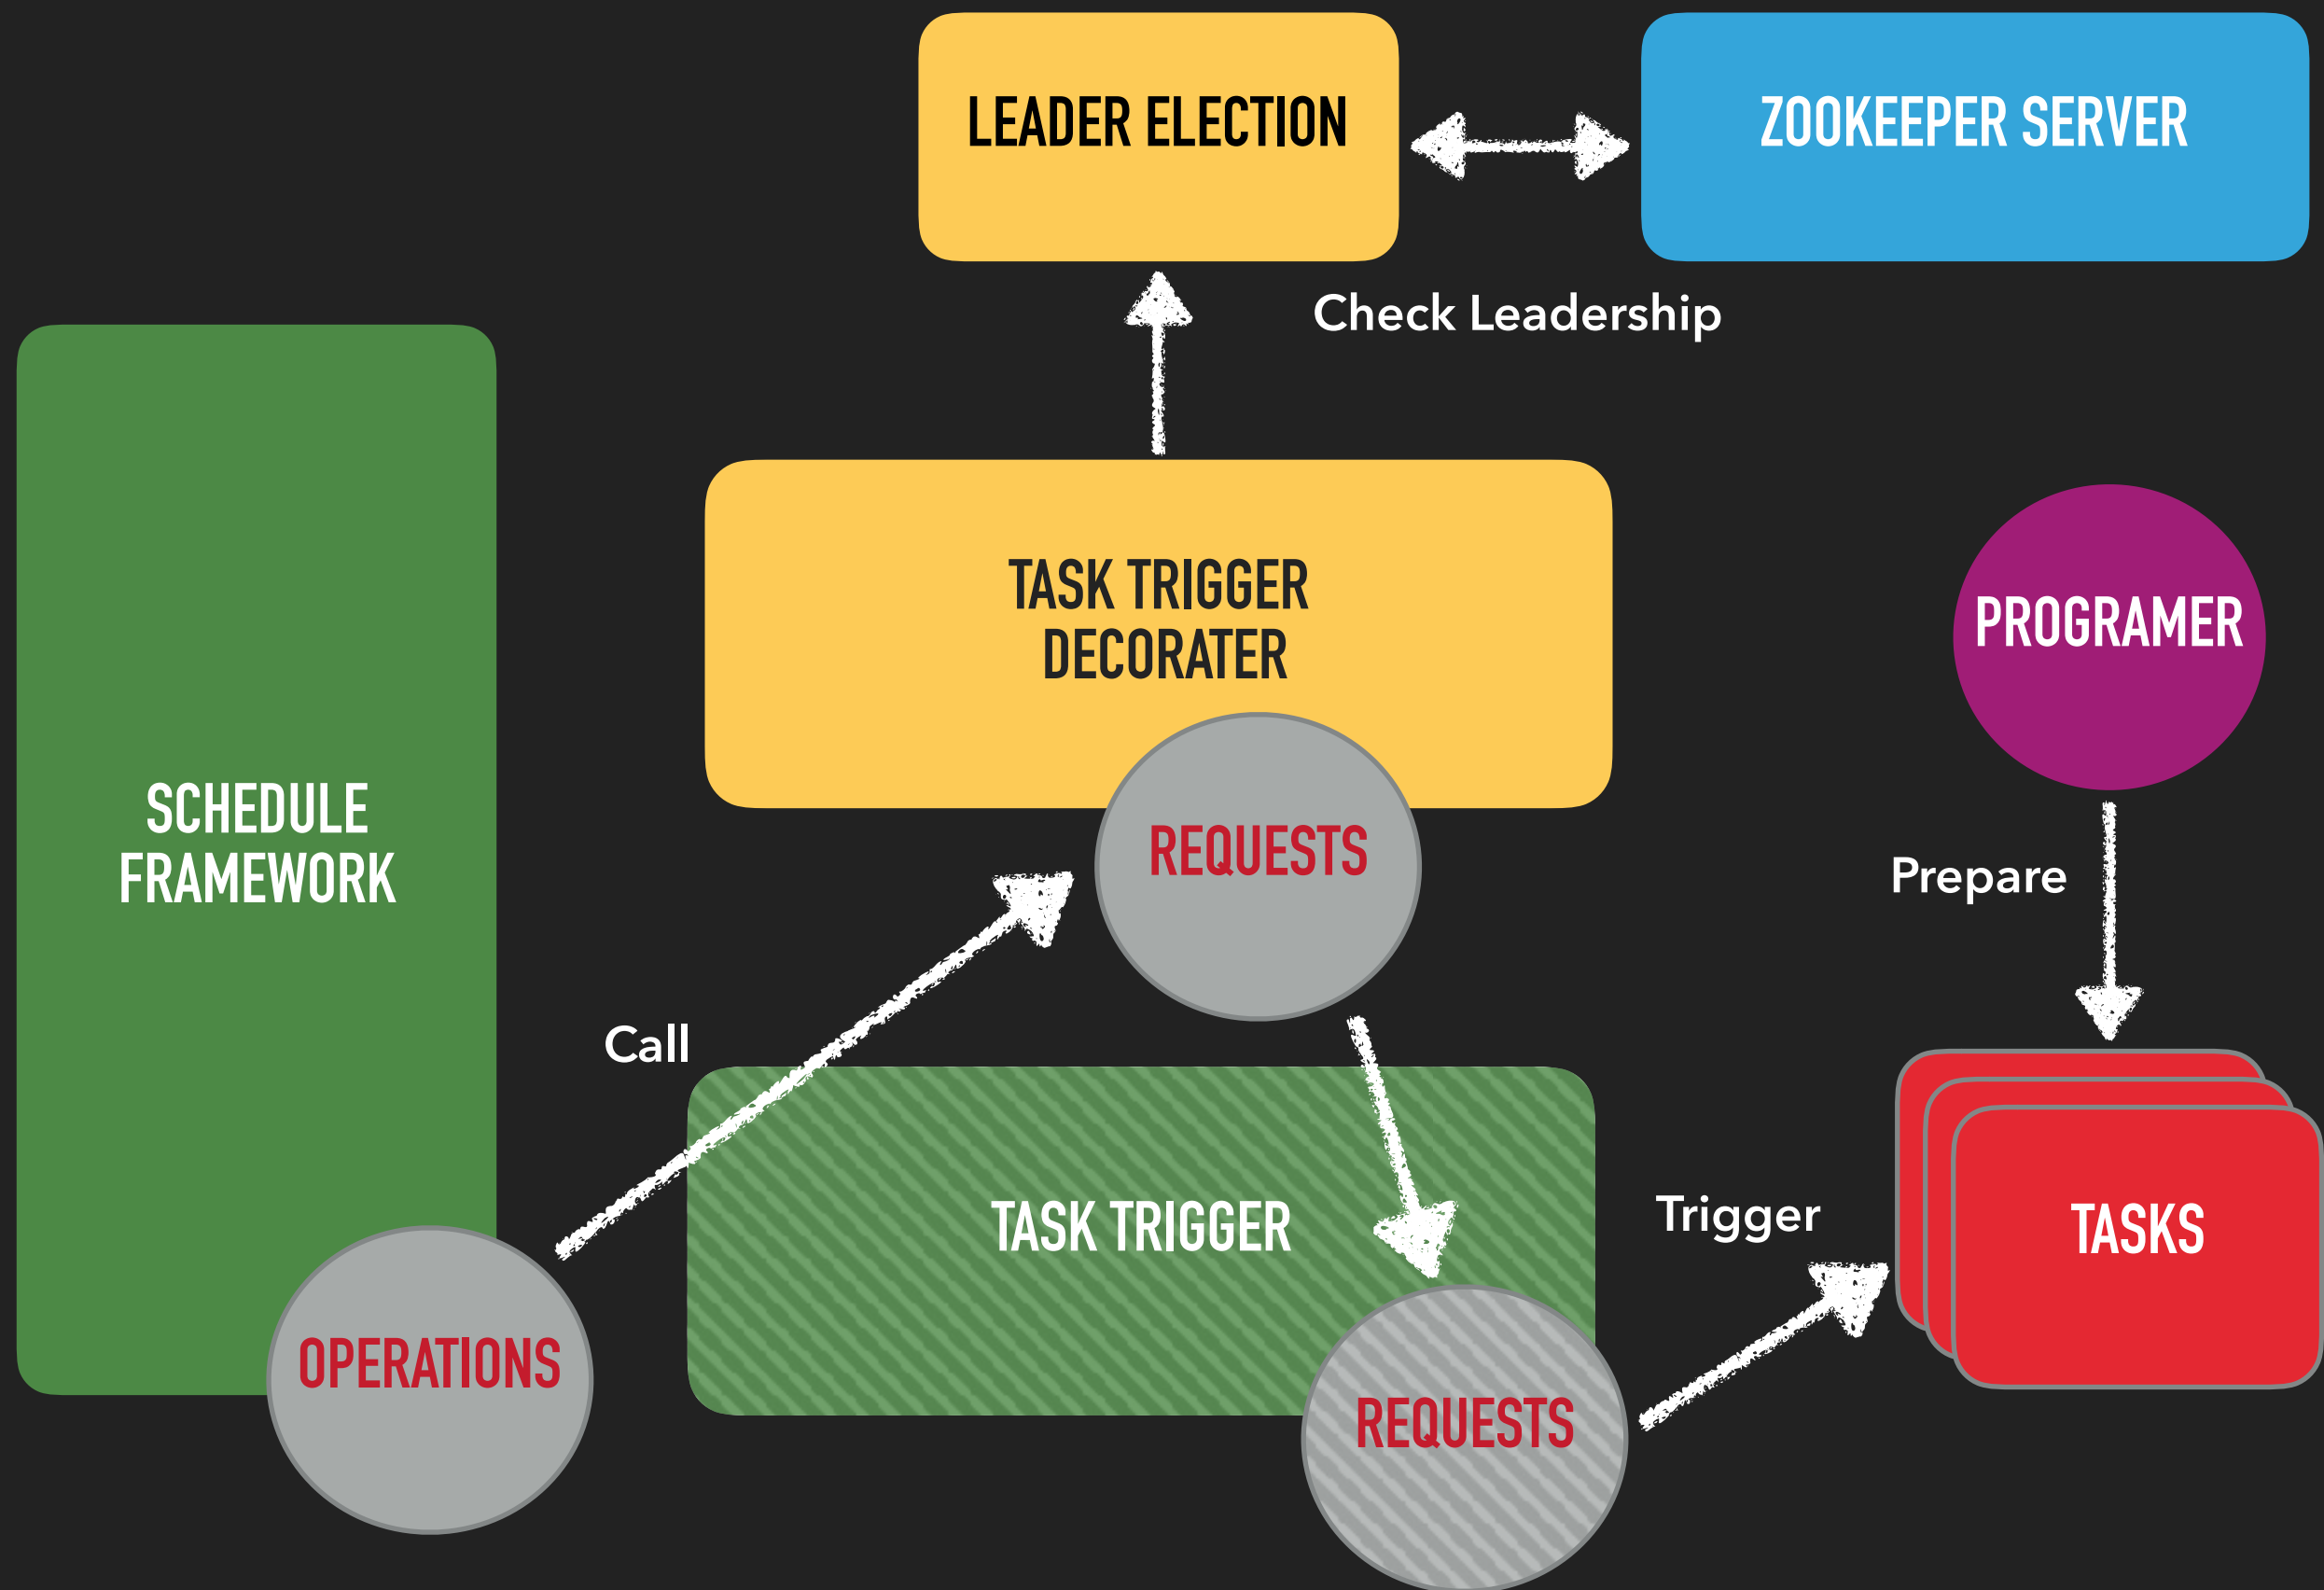 LEADER ELECTION
ZOOKEEPER SERVER
Check Leadership
TASK TRIGGER
DECORATER
PROGRAMER
SCHEDULE
FRAMEWORK
REQUESTS
Prepare
Call
TASK TRIGGER
Trigger
TASKS
OPERATIONS
REQUESTS